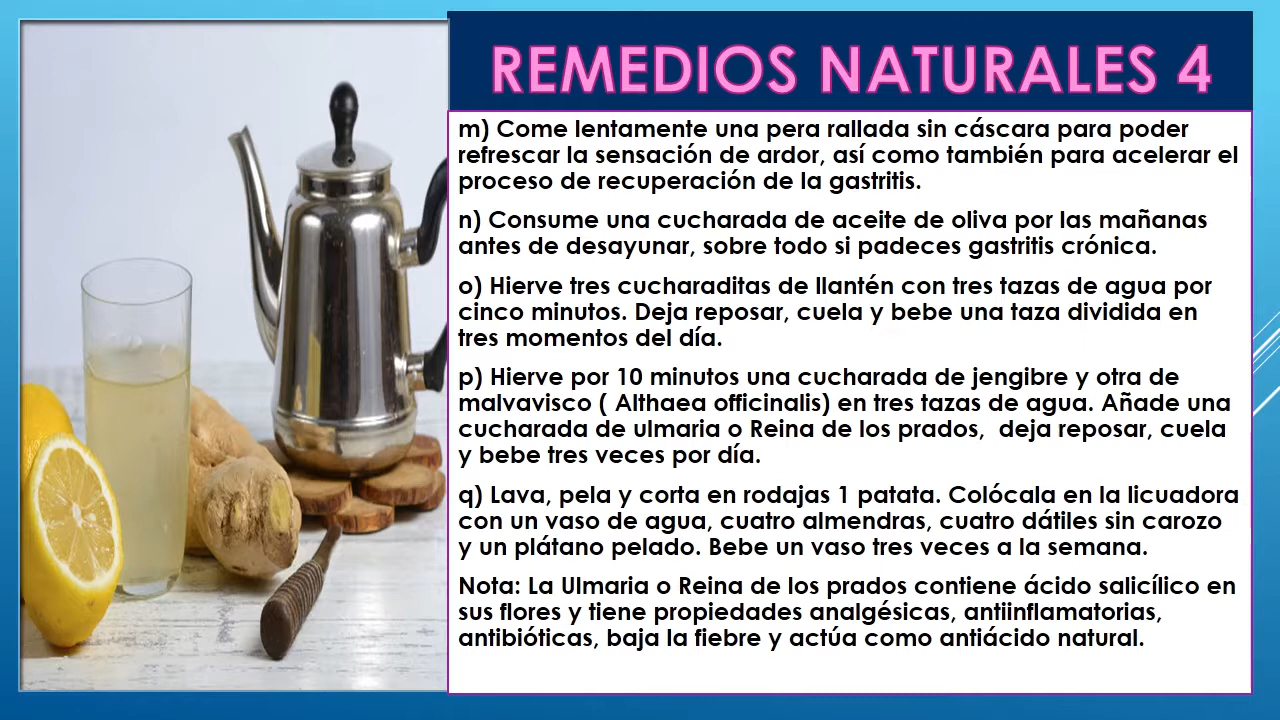 REMEDIOS NATURALES 4
m) Come lentamente una pera rallada sin cáscara para poder
refrescar la sensación de ardor, así como también para acelerar el
proceso de recuperación de la gastritis.
n) Consume una cucharada de aceite de oliva por las mañanas
antes de desayunar, sobre todo si padeces gastritis crónica.
o) Hierve tres cucharaditas de llantén con tres tazas de agua por
cinco minutos. Deja reposar, cuela y bebe una taza dividida en
tres momentos del día.
p) Hierve por 10 minutos una cucharada de jengibre y otra de
malvavisco ( Althaea officinalis) en tres tazas de agua. Añade una
cucharada de ulmaria o Reina de los prados,  deja reposar, cuela
y bebe tres veces por día.
q) Lava, pela y corta en rodajas 1 patata. Colócala en la licuadora
con un vaso de agua, cuatro almendras, cuatro dátiles sin carozo
y un plátano pelado. Bebe un vaso tres veces a la semana.
Nota: La Ulmaria o Reina de los prados contiene ácido salicílico en
sus flores y tiene propiedades analgésicas, antiinflamatorias,
antibióticas, baja la fiebre y actúa como antiácido natural.